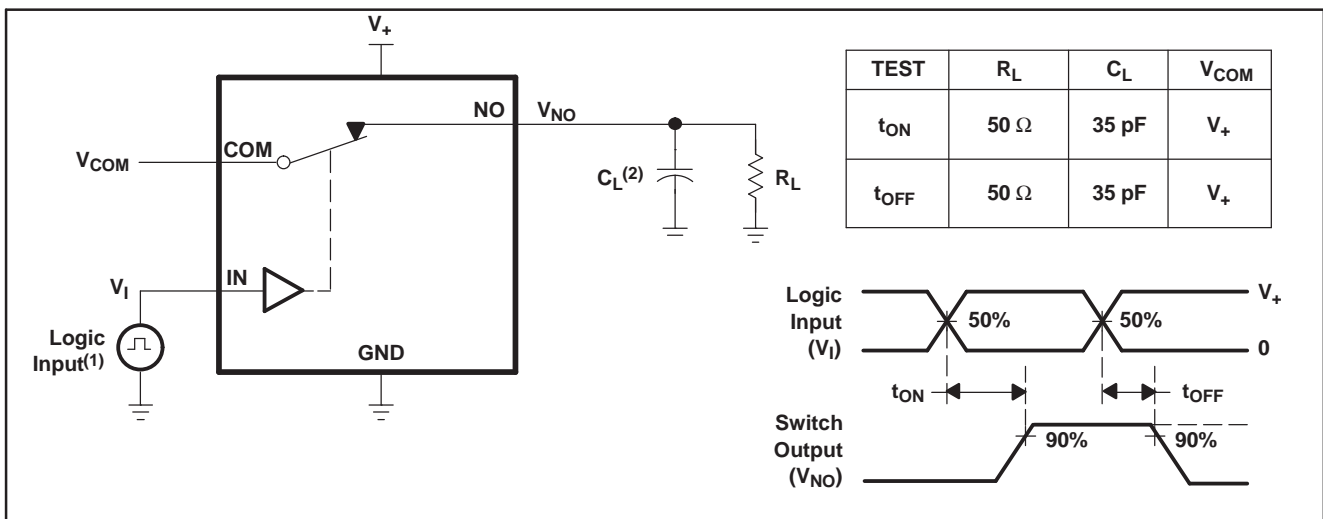 V+
NO
VNO
COM
VCOM
CL(2)
RL
IN
VI
Logic
Input(1)
GND
TEST RL CL VCOM
tON 50 Ω 35 pF V+
tOFF 50 Ω 35 pF V+
Logic
Input
(VI)
50%
50%
V+
0
tON
tOFF
Switch
Output
(VNO)
90%
90%